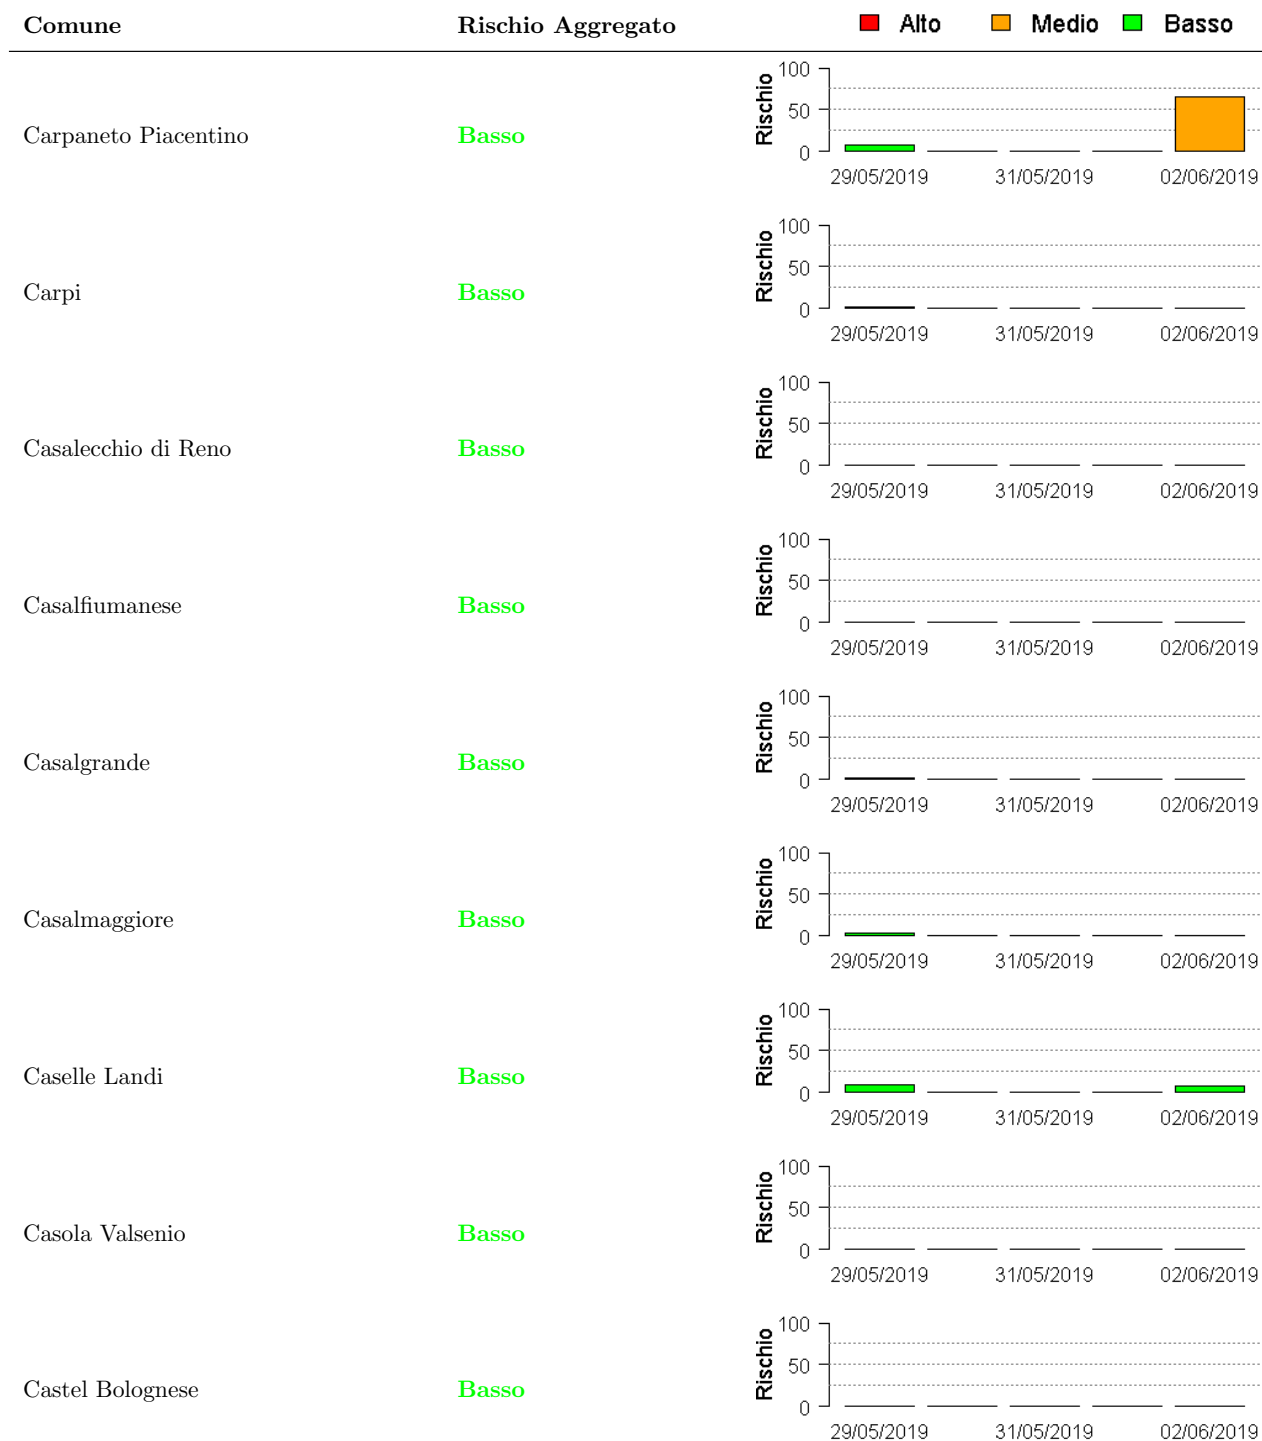 Comune Rischio Aggregato Alto Medio Basso
Carpaneto Piacentino Basso
Rischio
100
50
0
29/05/2019 31/05/2019 02/06/2019
Carpi Basso
Rischio
100
50
0
29/05/2019 31/05/2019 02/06/2019
Casalecchio di Reno Basso
Rischio
100
50
0
29/05/2019 31/05/2019 02/06/2019
Casalfiumanese Basso
Rischio
100
50
0
29/05/2019 31/05/2019 02/06/2019
Casalgrande Basso
Rischio
100
50
0
29/05/2019 31/05/2019 02/06/2019
Casalmaggiore Basso
Rischio
100
50
0
29/05/2019 31/05/2019 02/06/2019
Caselle Landi Basso
Rischio
100
50
0
29/05/2019 31/05/2019 02/06/2019
Casola Valsenio Basso
Rischio
100
50
0
29/05/2019 31/05/2019 02/06/2019
Castel Bolognese Basso
Rischio
100
50
0
29/05/2019 31/05/2019 02/06/2019